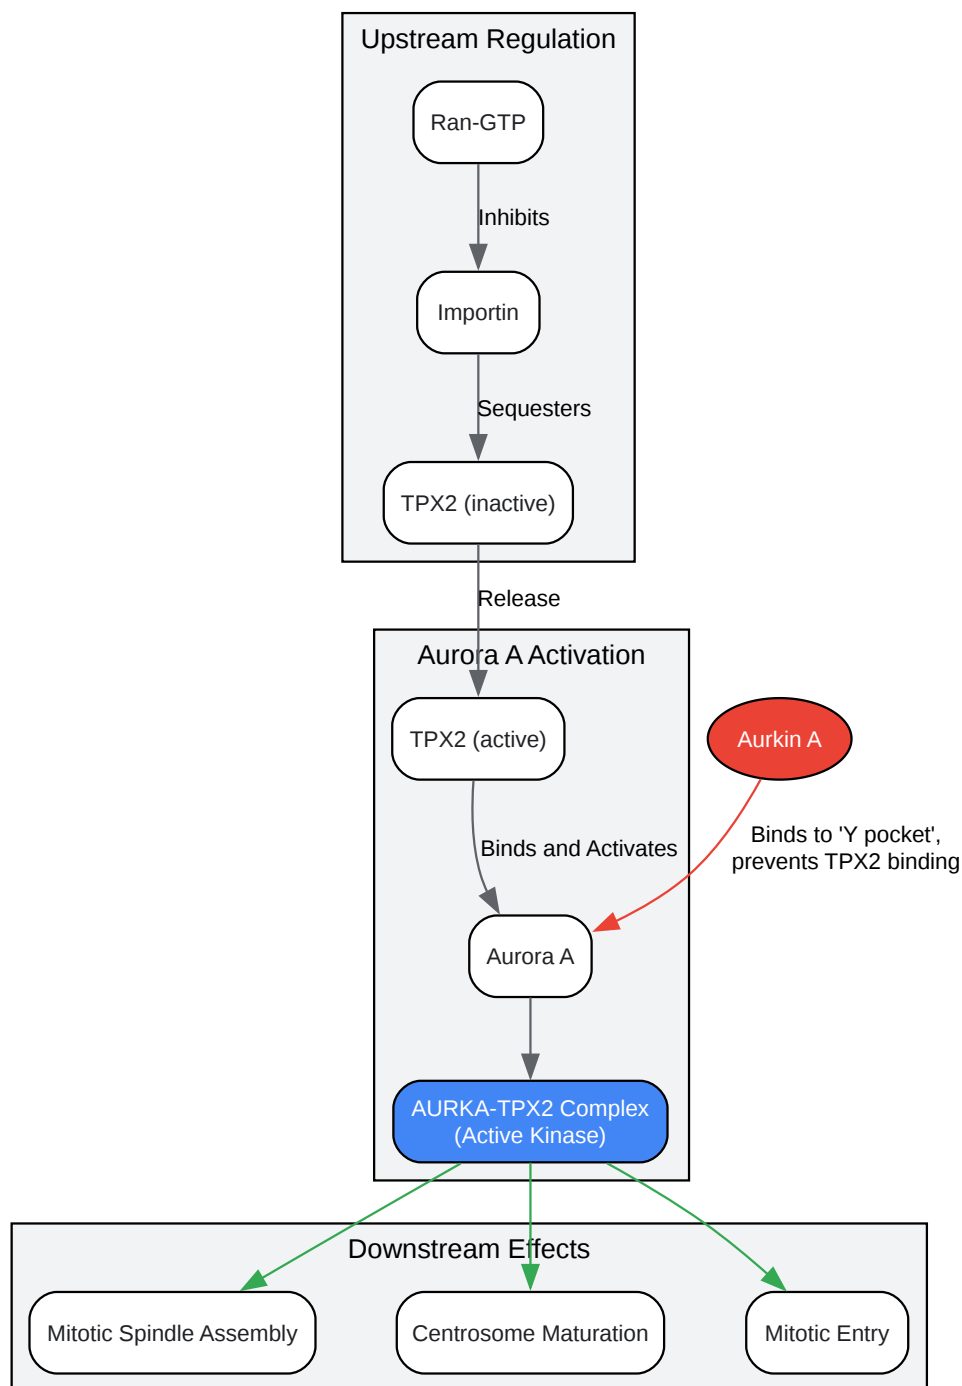 Upstream Regulation
Ran-GTP
Inhibits
Importin
Sequesters
TPX2 (inactive)
Release
Aurora A Activation
TPX2 (active)
Aurkin A
Binds and Activates
Binds to 'Y pocket',
prevents TPX2 binding
Aurora A
AURKA-TPX2 Complex
(Active Kinase)
Downstream Effects
Mitotic Spindle Assembly
Centrosome Maturation
Mitotic Entry